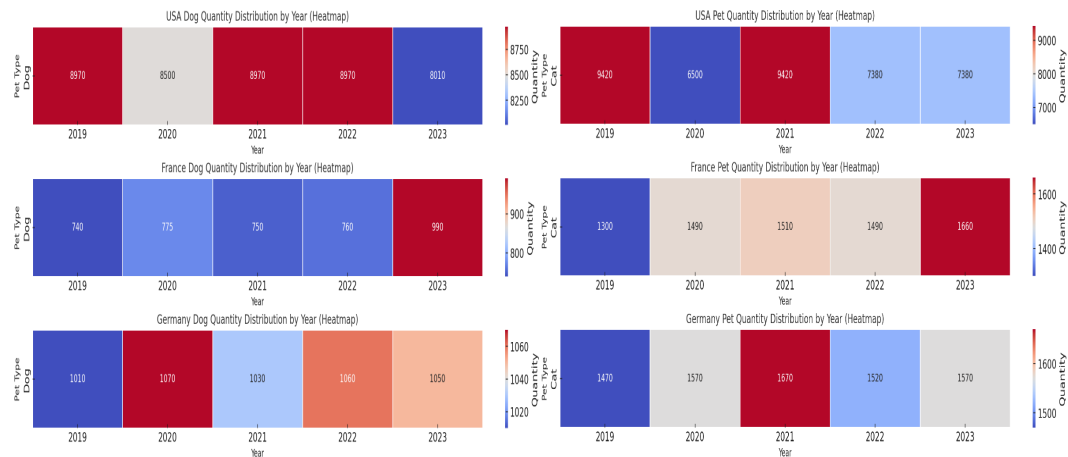 USA Dog Quantity Distribution by Year (Heatmap)
Pet Type
Dog
8970 8500 8970 8970 8010
2019 2020 2021 2022 2023
Year
8750
8500
8250
Quantity
USA Pet Quantity Distribution by Year (Heatmap)
Pet Type
Cat
9420 6500 9420 7380 7380
2019 2020 2021 2022 2023
Year
9000
8000
7000
Quantity
France Dog Quantity Distribution by Year (Heatmap)
Pet Type
Dog
740 775 750 760 990
2019 2020 2021 2022 2023
Year
900
800
Quantity
France Pet Quantity Distribution by Year (Heatmap)
Pet Type
Cat
1300 1490 1510 1490 1660
2019 2020 2021 2022 2023
Year
1600
1400
Quantity
Germany Dog Quantity Distribution by Year (Heatmap)
Pet Type
Dog
1010 1070 1030 1060 1050
2019 2020 2021 2022 2023
Year
1060
1040
1020
Quantity
Germany Pet Quantity Distribution by Year (Heatmap)
Pet Type
Cat
1470 1570 1670 1520 1570
2019 2020 2021 2022 2023
Year
1600
1500
Quantity